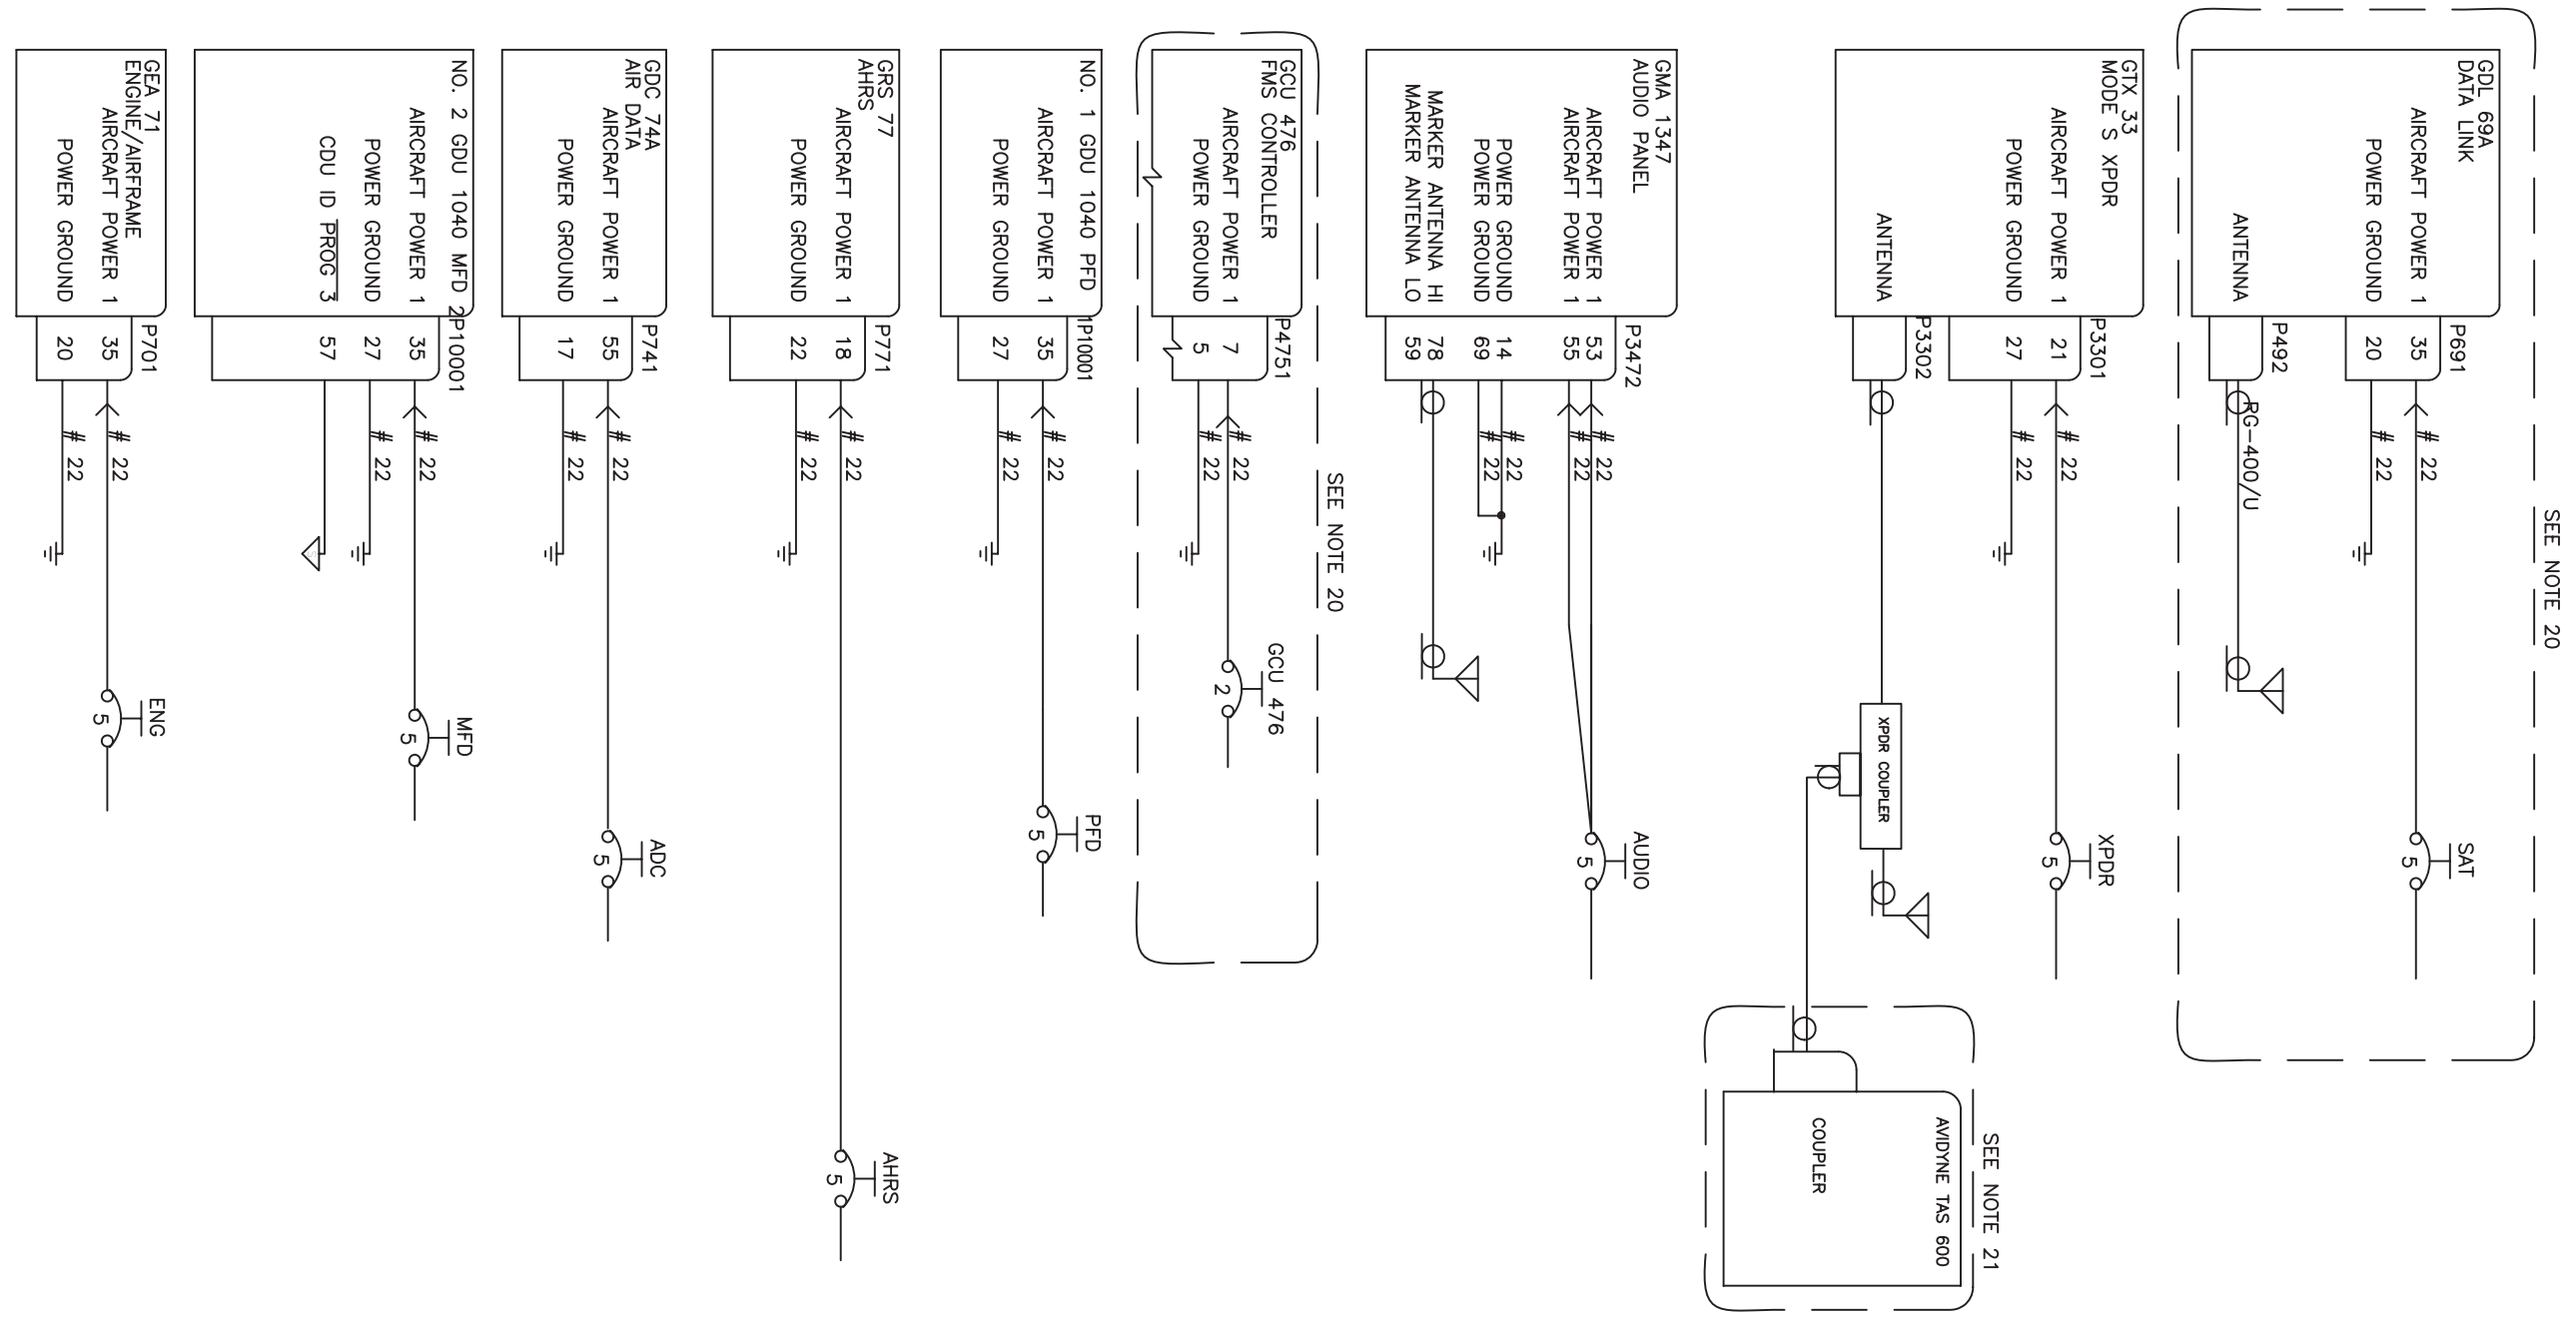 SEE NOTE 20
GDL 69A
DATA LINK
P691
SAT
AIRCRAFT POWER 1 35 # 22
5
POWER GROUND 20 # 22
P492
RG-400/U
ANTENNA
GTX 33
MODE S XPDR
P3301
XPDR
AIRCRAFT POWER 1 21 # 22
5
POWER GROUND 27 # 22
P3302
ANTENNA
XPDR COUPLER
SEE NOTE 21
AVIDYNE TAS 600
COUPLER
GMA 1347
AUDIO PANEL
P3472
AUDIO
AIRCRAFT POWER 1 53 # 22
AIRCRAFT POWER 1 55 # 22
5
POWER GROUND 14 # 22
POWER GROUND 69 # 22
MARKER ANTENNA HI 78
MARKER ANTENNA LO 59
SEE NOTE 20
GCU 476
FMS CONTROLLER
P4751
GCU 476
AIRCRAFT POWER 1 7 # 22
2
POWER GROUND 5 # 22
NO. 1 GDU 1040 PFD
1P10001
PFD
AIRCRAFT POWER 1 35 # 22
5
POWER GROUND 27 # 22
GRS 77
AHRS
P771
AHRS
AIRCRAFT POWER 1 18 # 22
5
POWER GROUND 22 # 22
GDC 74A
AIR DATA
P741
ADC
AIRCRAFT POWER 1 55 # 22
5
POWER GROUND 17 # 22
NO. 2 GDU 1040 MFD
2P10001
MFD
AIRCRAFT POWER 1 35 # 22
5
POWER GROUND 27 # 22
CDU ID PROG 3 57
GEA 71
ENGINE/AIRFRAME
P701
ENG
AIRCRAFT POWER 1 35 # 22
5
POWER GROUND 20 # 22